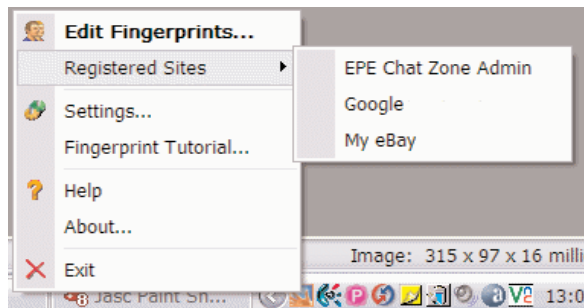 Edit Fingerprints...
Registered Sites
EPE Chat Zone Admin
Google
My eBay
Settings...
Fingerprint Tutorial...
Help
About...
Exit
Image: 315 x 97 x 16 milli
Jasc Paint Sh...
13:0